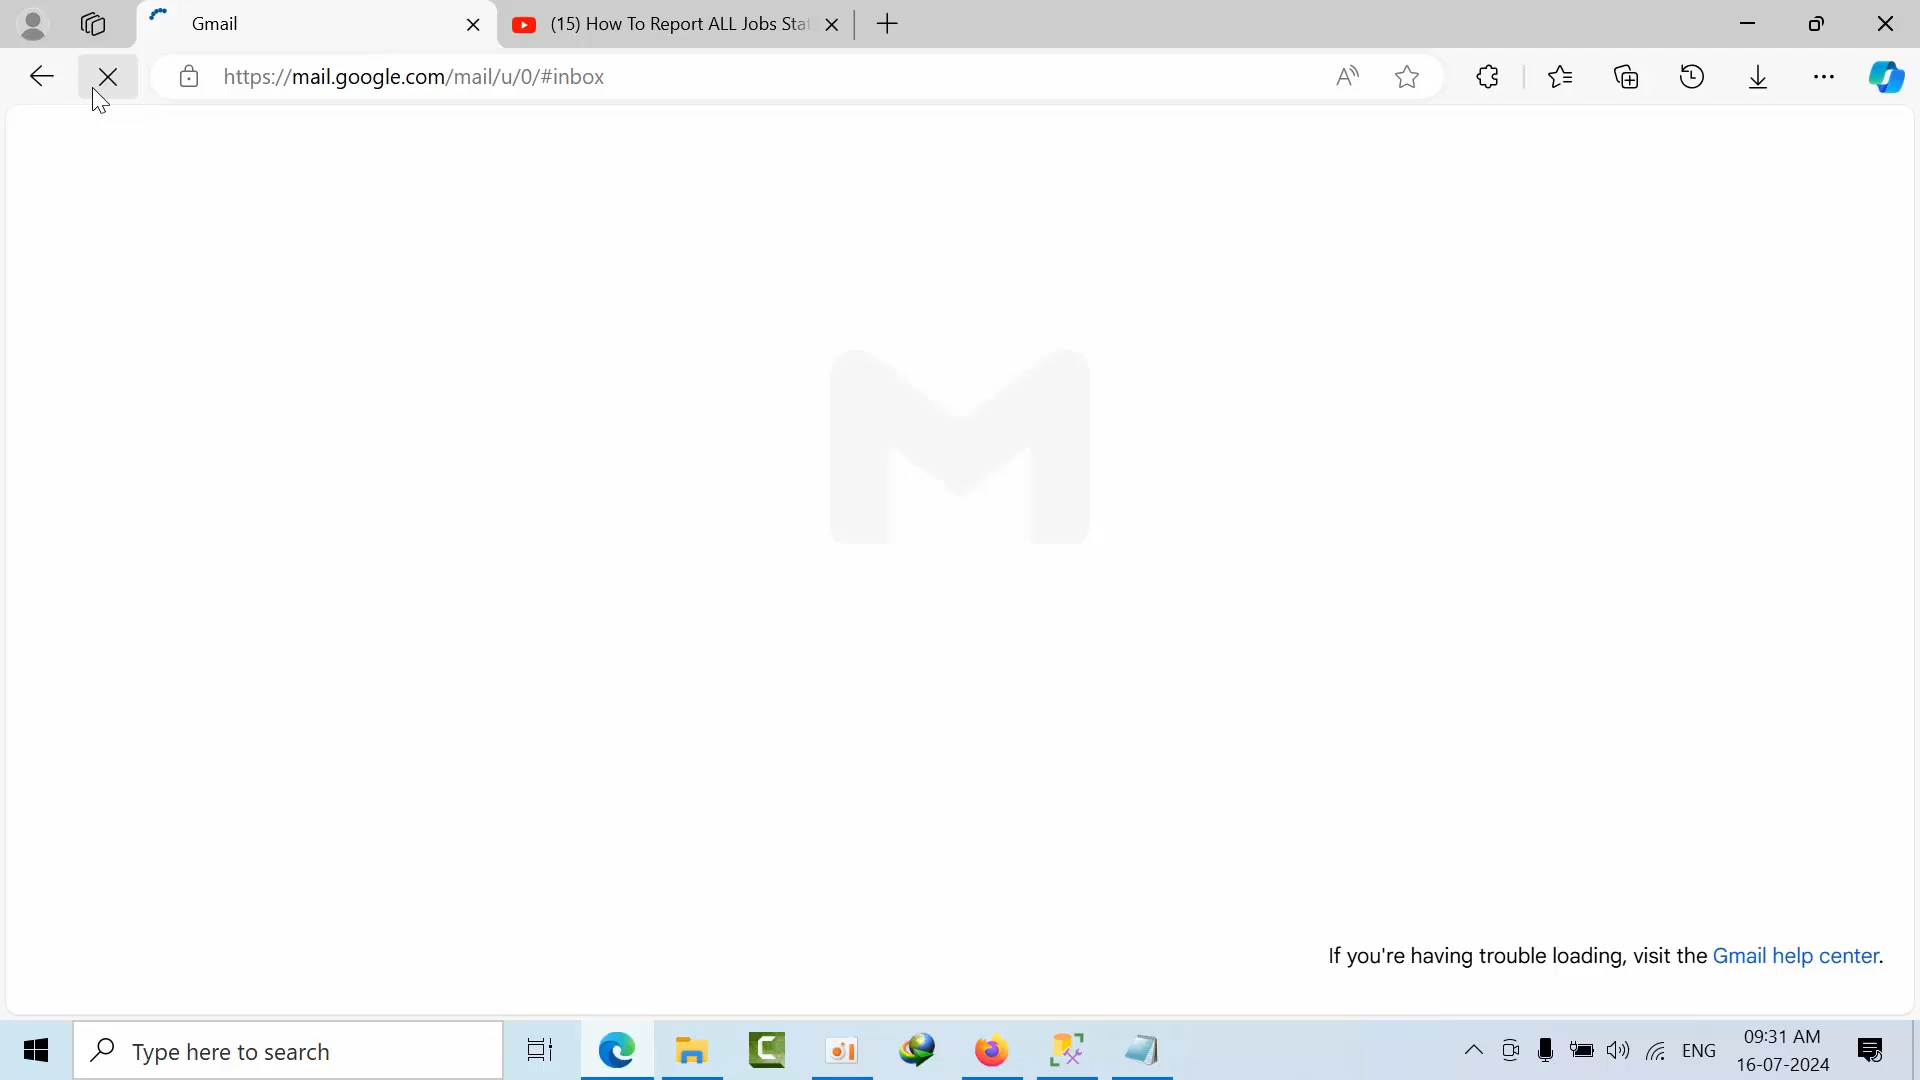 Gmail
(15) How To Report ALL Jobs Sta
https://mail.google.com/mail/u/0/#inbox
If you're having trouble loading, visit the Gmail help center.
Type here to search
ENG
09:31 AM
16-07-2024